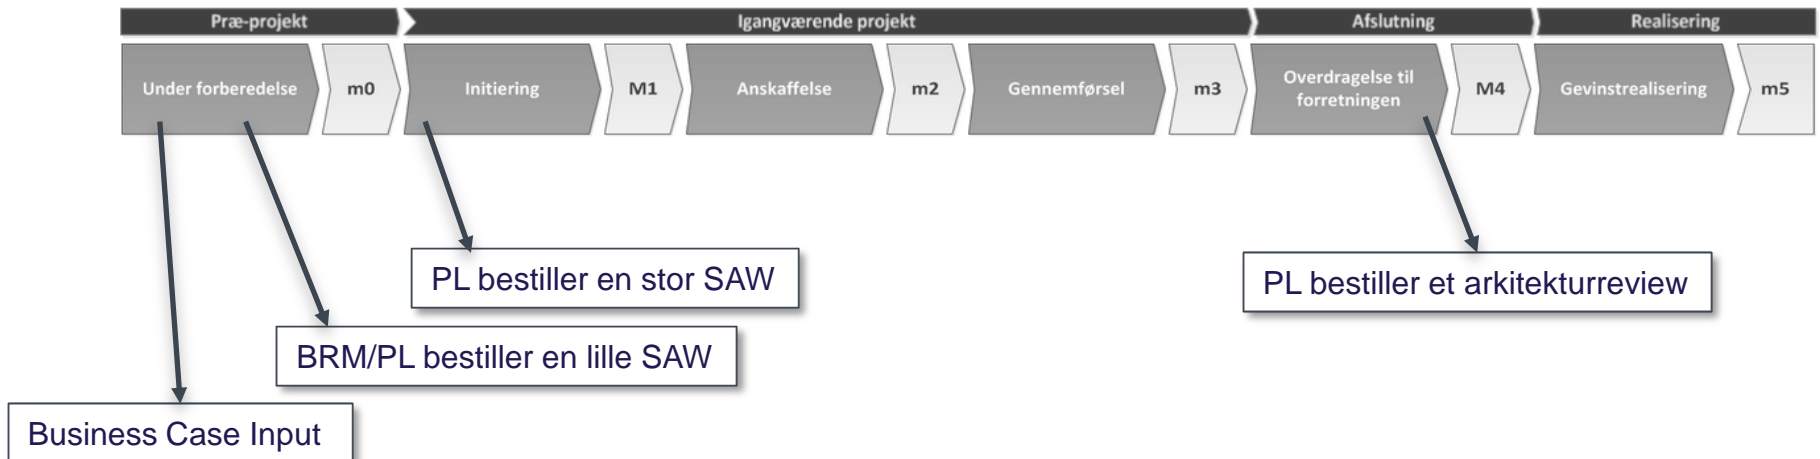 Præ-projekt
Igangværende projekt
Afslutning
Realisering
Under forberedelse
m0
Initiering
M1
Anskaffelse
m2
Gennemførsel
m3
Overdragelse til
forretningen
M4
Gevinstrealisering
m5
PL bestiller en stor SAW
PL bestiller et arkitekturreview
BRM/PL bestiller en lille SAW
Business Case Input